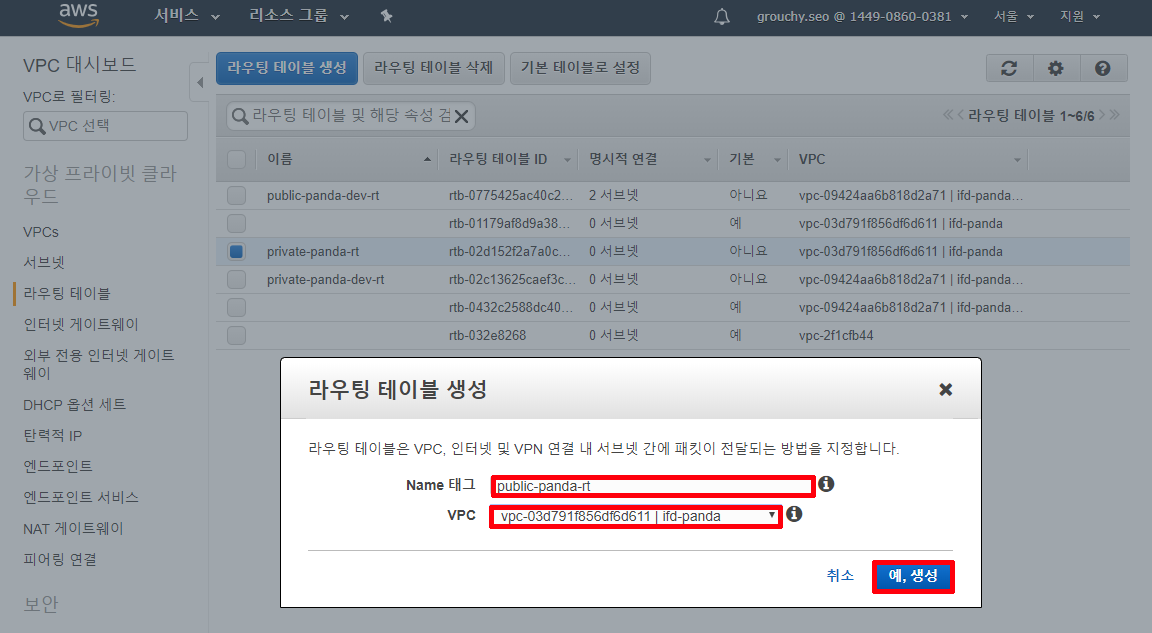 aws 서비스 리소스 그룹 grouchy.seo @ 1449-0860-0381 서울 지원
VPC 대시보드
VPC로 필터링:
VPC 선택
가상 프라이빗 클라
우드
VPCs
서브넷
라우팅 테이블
인터넷 게이트웨이
외부 전용 인터넷 게이트
웨이
DHCP 옵션 세트
탄력적 IP
엔드포인트
엔드포인트 서비스
NAT 게이트웨이
피어링 연결
보안
라우팅 테이블 생성 라우팅 테이블 삭제 기본 테이블로 설정
라우팅 테이블 및 해당 속성 검 라우팅 테이블 1~6/6
이름 라우팅 테이블 ID 명시적 연결 기본 VPC
public-panda-dev-rt rtb-0775425ac40c2... 2 서브넷 아니요 vpc-09424aa6b818d2a71 | ifd-panda...
rtb-01179af8d9a38... 0 서브넷 예 vpc-03d791f856df6d611 | ifd-panda
private-panda-rt rtb-02d152f2a7a0c... 0 서브넷 아니요 vpc-03d791f856df6d611 | ifd-panda
private-panda-dev-rt rtb-02c13625caef3c... 0 서브넷 아니요 vpc-09424aa6b818d2a71 | ifd-panda...
rtb-0432c2588dc40... 0 서브넷 예 vpc-09424aa6b818d2a71 | ifd-panda...
rtb-032e8268 0 서브넷 예 vpc-2f1cfb44
라우팅 테이블 생성
라우팅 테이블은 VPC, 인터넷 및 VPN 연결 내 서브넷 간에 패킷이 전달되는 방법을 지정합니다.
Name 태그 public-panda-rt
VPC vpc-03d791f856df6d611 | ifd-panda
취소 예, 생성